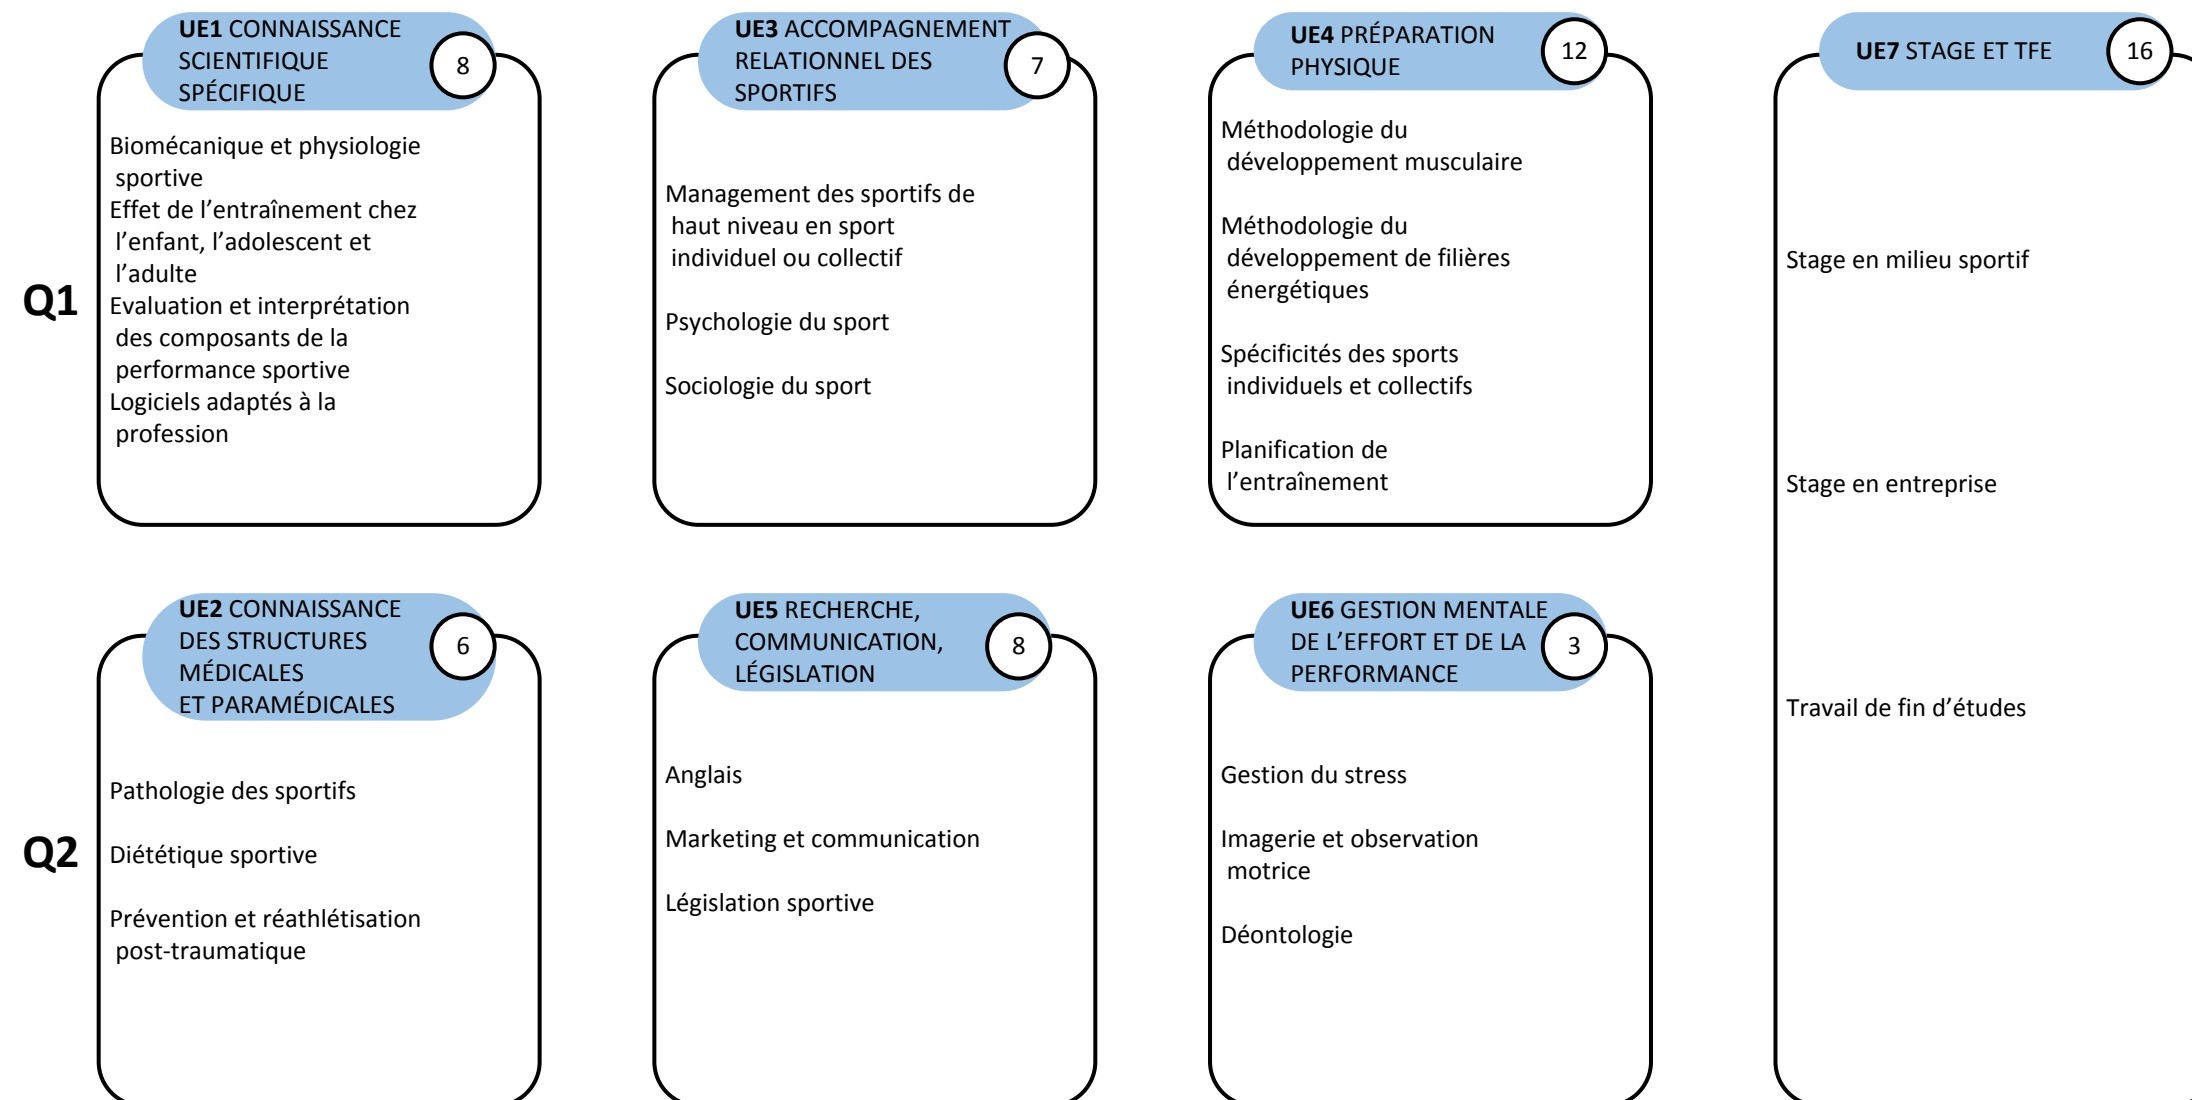 Q1
UE1 CONNAISSANCE
SCIENTIFIQUE
SPÉCIFIQUE
8
Biomécanique et physiologie
sportive
Effet de l’entraînement chez
l’enfant, l’adolescent et
l’adulte
Evaluation et interprétation
des composants de la
performance sportive
Logiciels adaptés à la
profession
UE3 ACCOMPAGNEMENT
RELATIONNEL DES
SPORTIFS
7
Management des sportifs de
haut niveau en sport
individuel ou collectif
Psychologie du sport
Sociologie du sport
UE4 PRÉPARATION
PHYSIQUE
12
Méthodologie du
développement musculaire
Méthodologie du
développement de filières
énergétiques
Spécificités des sports
individuels et collectifs
Planification de
l’entraînement
UE7 STAGE ET TFE
16
Stage en milieu sportif
Stage en entreprise
Travail de fin d’études
Q2
UE2 CONNAISSANCE
DES STRUCTURES
MÉDICALES
ET PARAMÉDICALES
6
Pathologie des sportifs
Diététique sportive
Prévention et réathlétisation
post-traumatique
UE5 RECHERCHE,
COMMUNICATION,
LÉGISLATION
8
Anglais
Marketing et communication
Législation sportive
UE6 GESTION MENTALE
DE L’EFFORT ET DE LA
PERFORMANCE
3
Gestion du stress
Imagerie et observation
motrice
Déontologie